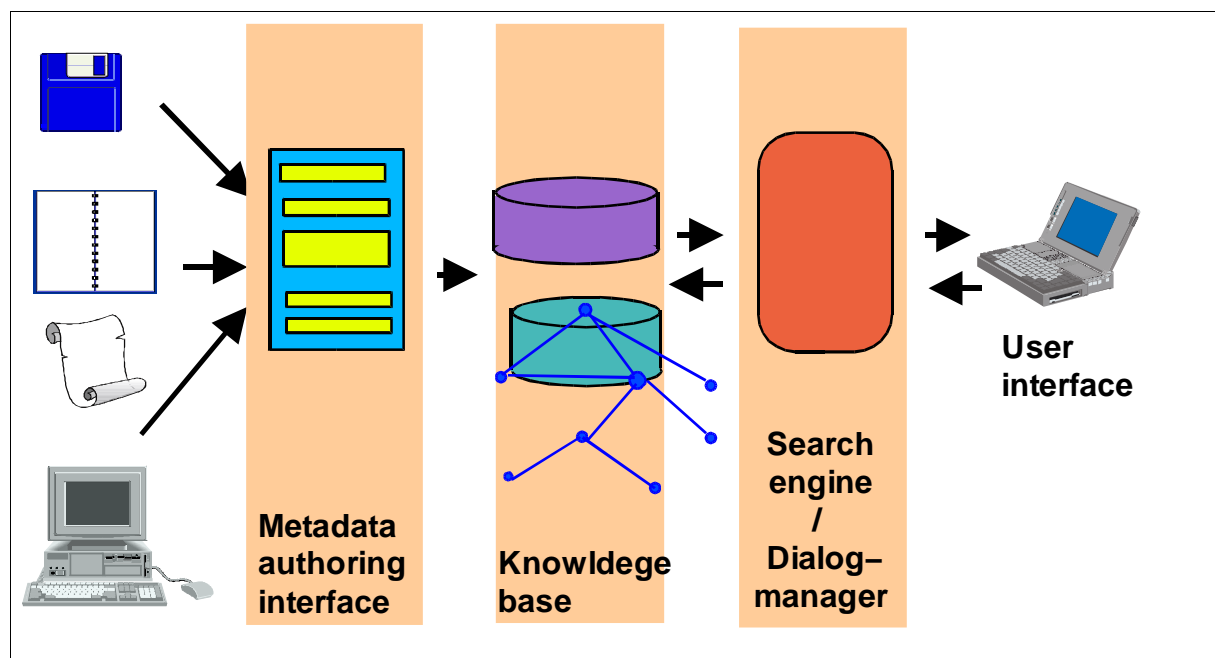 Metadata
authoring
interface
Knowldege
base
Search
engine
/
Dialog–
manager
User
interface